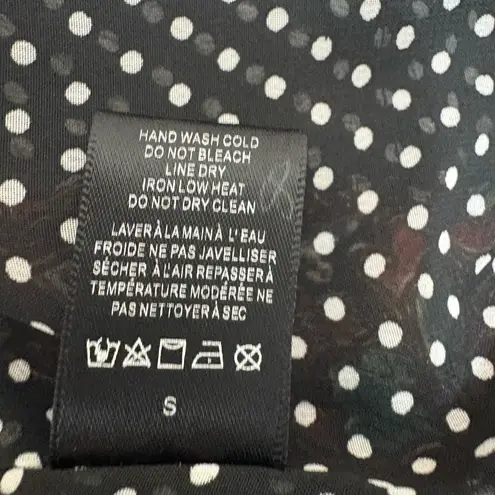 HAND WASH COLD
DO NOT BLEACH
LINE DRY
IRON LOW HEAT
DO NOT DRY CLEAN
LAVER À LA MAIN À L'EAU
FROIDE NE PAS JAVELLISER
SÉCHER À L'AIR REPASSER À
TEMPÉRATURE MODÉRÉE NE
PAS NETTOYER À SEC
S